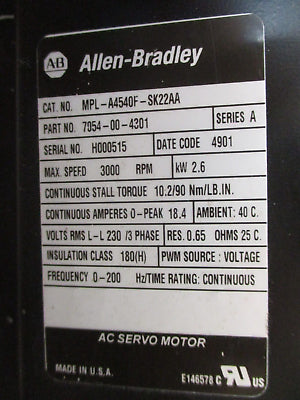 AB Allen-Bradley
CAT. NO. MPL-A4540F-SK22AA
PART NO. 7054-00-4301 SERIES A
SERIAL NO. H000515 DATE CODE 4901
MAX. SPEED 3000 RPM kW 2.6
CONTINUOUS STALL TORQUE 10.2/90 Nm/LB.IN.
CONTINUOUS AMPERES 0-PEAK 18.4 AMBIENT: 40 C.
VOLTS RMS L-L 230 /3 PHASE RES. 0.65 OHMS 25 C.
INSULATION CLASS 180(H) PWM SOURCE : VOLTAGE
FREQUENCY 0-200 Hz/TIME RATING: CONTINUOUS
AC SERVO MOTOR
MADE IN U.S.A. E146578 C RU US